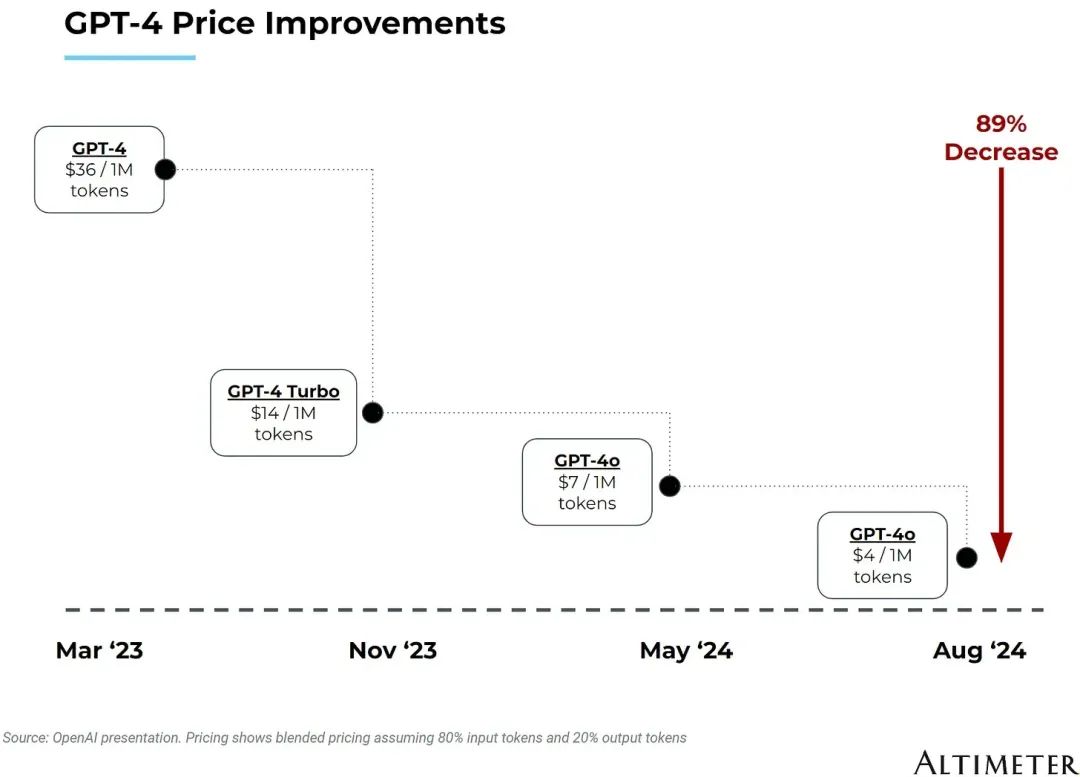 GPT-4 Price Improvements
89%
Decrease
GPT-4
$36 / 1M
tokens
GPT-4 Turbo
$14 / 1M
tokens
GPT-4o
$7 / 1M
tokens
GPT-4o
$4 / 1M
tokens
Mar ‘23
Nov ‘23
May ‘24
Aug ‘24
Source: OpenAI presentation. Pricing shows blended pricing assuming 80% input tokens and 20% output tokens
ALTIMETER